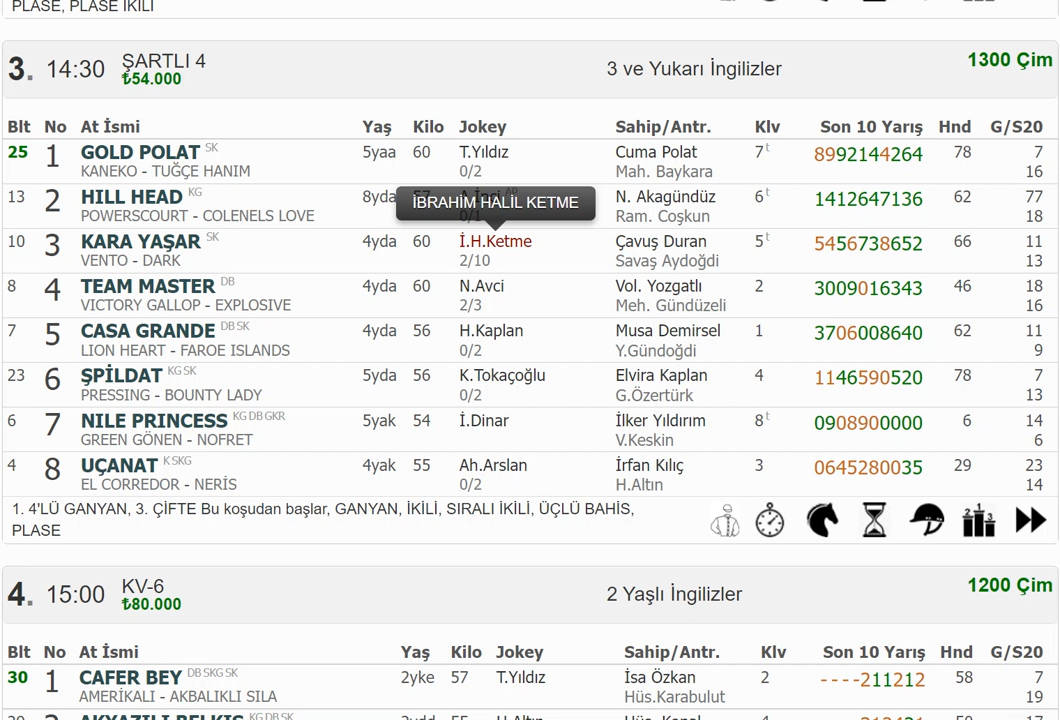 PLASE, PLASE İKİLİ
3. 14:30 ŞARTLI 4 3 ve Yukarı İngilizler 1300 Çim
₺54.000
Blt No At İsmi Yaş Kilo Jokey Sahip/Antr. Klv Son 10 Yarış Hnd G/S20
25 1 GOLD POLAT SK 5yaa 60 T.Yıldız Cuma Polat 7 t 8992144264 78 7
KANEKO - TUĞÇE HANIM 0/2 Mah. Baykara 16
13 2 HILL HEAD KG 8yda 57 A.İnci AP N. Akagündüz 6 t 1412647136 62 77
POWERSCOURT - COLENELS LOVE 0/1 Ram. Coşkun 18
İBRAHİM HALİL KETME
10 3 KARA YAŞAR SK 4yda 60 İ.H.Ketme Çavuş Duran 5 t 5456738652 66 11
VENTO - DARK 2/10 Savaş Aydoğdi 13
8 4 TEAM MASTER DB 4yda 60 N.Avci Vol. Yozgatlı 2 3009016343 46 18
VICTORY GALLOP - EXPLOSIVE 2/3 Meh. Gündüzeli 16
7 5 CASA GRANDE DB SK 4yda 56 H.Kaplan Musa Demirsel 1 3706008640 62 11
LION HEART - FAROE ISLANDS 0/2 Y.Gündoğdi 9
23 6 ŞPİLDAT KG SK 5yda 56 K.Tokaçoğlu Elvira Kaplan 4 1146590520 78 7
PRESSING - BOUNTY LADY 0/2 G.Özertürk 13
6 7 NILE PRINCESS KG DB GKR 5yak 54 İ.Dinar İlker Yıldırım 8 t 0908900000 6 14
GREEN GÖNEN - NOFRET V.Keskin 6
4 8 UÇANAT K SKG 4yak 55 Ah.Arslan İrfan Kılıç 3 0645280035 29 23
EL CORREDOR - NERİS 0/2 H.Altın 14
1. 4'LÜ GANYAN, 3. ÇİFTE Bu koşudan başlar, GANYAN, İKİLİ, SIRALI İKİLİ, ÜÇLÜ BAHİS,
PLASE
4. 15:00 KV-6 2 Yaşlı İngilizler 1200 Çim
₺80.000
Blt No At İsmi Yaş Kilo Jokey Sahip/Antr. Klv Son 10 Yarış Hnd G/S20
30 1 CAFER BEY DB SKG SK 2yke 57 T.Yıldız İsa Özkan 2 ----211212 58 7
AMERİKALI - AKBALIKLI SILA Hüs.Karabulut 19
AKYAZILI BELKIS KG DB SK